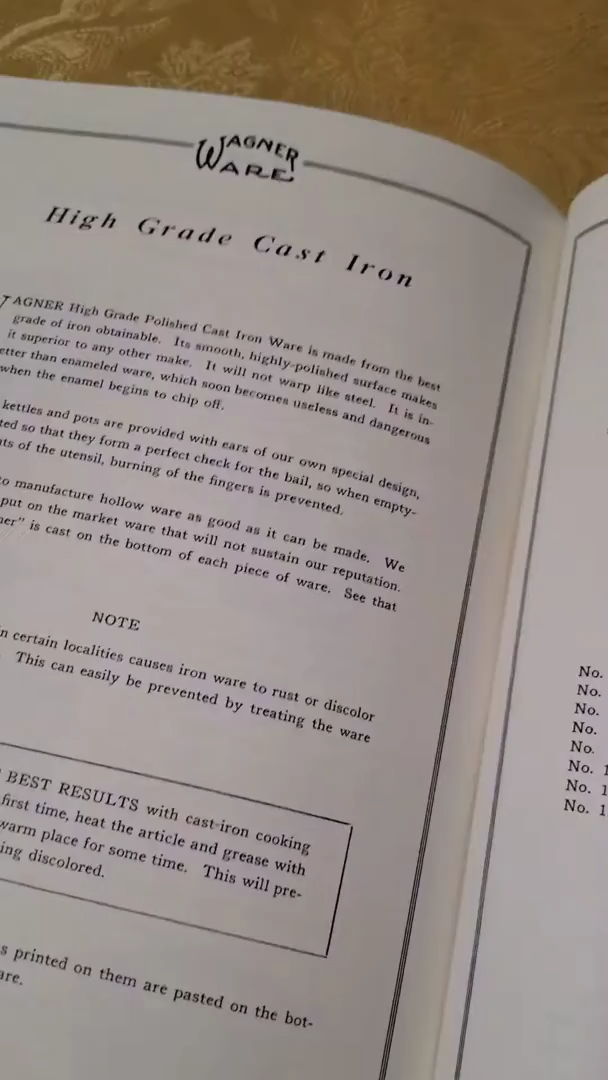 WAGNER
WARE
High Grade Cast Iron
AGNER High Grade Polished Cast Iron Ware is made from the best
grade of iron obtainable. Its smooth, highly-polished surface makes
it superior to any other make. It will not warp like steel. It is in-
etter than enameled ware, which soon becomes useless and dangerous
when the enamel begins to chip off.
kettles and pots are provided with ears of our own special design,
ted so that they form a perfect check for the bail, so when empty-
ts of the utensil, burning of the fingers is prevented.
to manufacture hollow ware as good as it can be made. We
put on the market ware that will not sustain our reputation.
ner" is cast on the bottom of each piece of ware. See that
NOTE
in certain localities causes iron ware to rust or discolor
This can easily be prevented by treating the ware
BEST RESULTS with cast-iron cooking
first time, heat the article and grease with
warm place for some time. This will pre-
ing discolored.
s printed on them are pasted on the bot-
are.
No.
No.
No.
No.
No.
No. 1
No. 1
No. 1